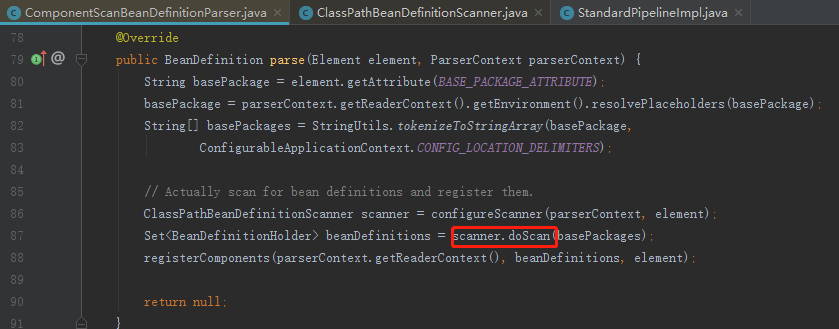 ComponentScanBeanDefinitionParser.java × ClassPathBeanDefinitionScanner.java × StandardPipelineImpl.java ×
78 @Override
79 @ public BeanDefinition parse(Element element, ParserContext parserContext) {
80 String basePackage = element.getAttribute(BASE_PACKAGE_ATTRIBUTE);
81 basePackage = parserContext.getReaderContext().getEnvironment().resolvePlaceholders(basePackage);
82 String[] basePackages = StringUtils.tokenizeToStringArray(basePackage,
83 ConfigurableApplicationContext.CONFIG_LOCATION_DELIMITERS);
84
85 // Actually scan for bean definitions and register them.
86 ClassPathBeanDefinitionScanner scanner = configureScanner(parserContext, element);
87 Set<BeanDefinitionHolder> beanDefinitions = scanner.doScan(basePackages);
88 registerComponents(parserContext.getReaderContext(), beanDefinitions, element);
89
90 return null;
91 }